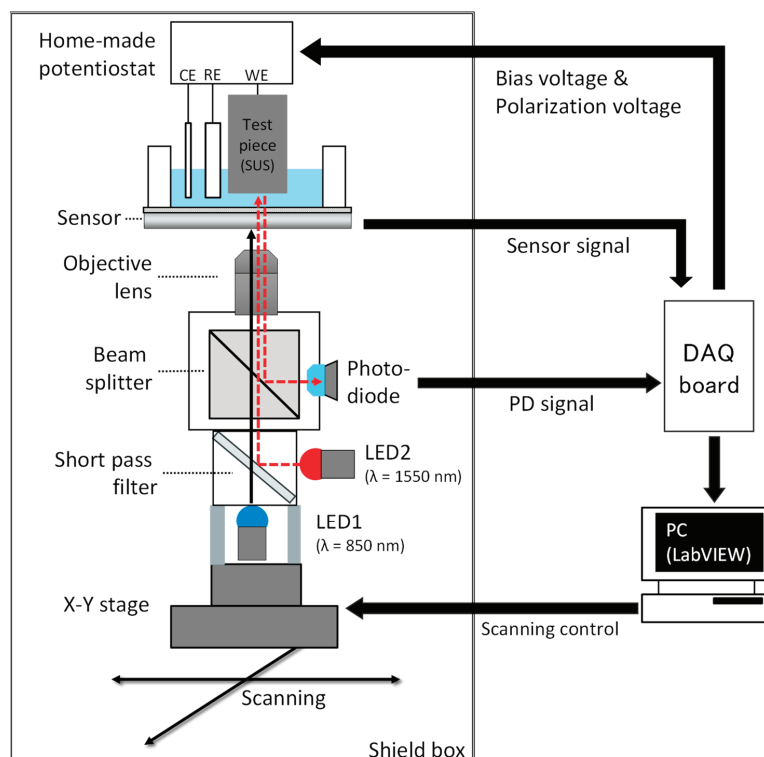 Home-made
potentiostat
CE RE WE
Test
piece
(SUS)
Bias voltage &
Polarization voltage
Sensor
Sensor signal
Objective
lens
Beam
splitter
Photo-
diode
PD signal
DAQ
board
Short pass
filter
LED2
(λ = 1550 nm)
LED1
(λ = 850 nm)
PC
(LabVIEW)
X-Y stage
Scanning control
Scanning
Shield box